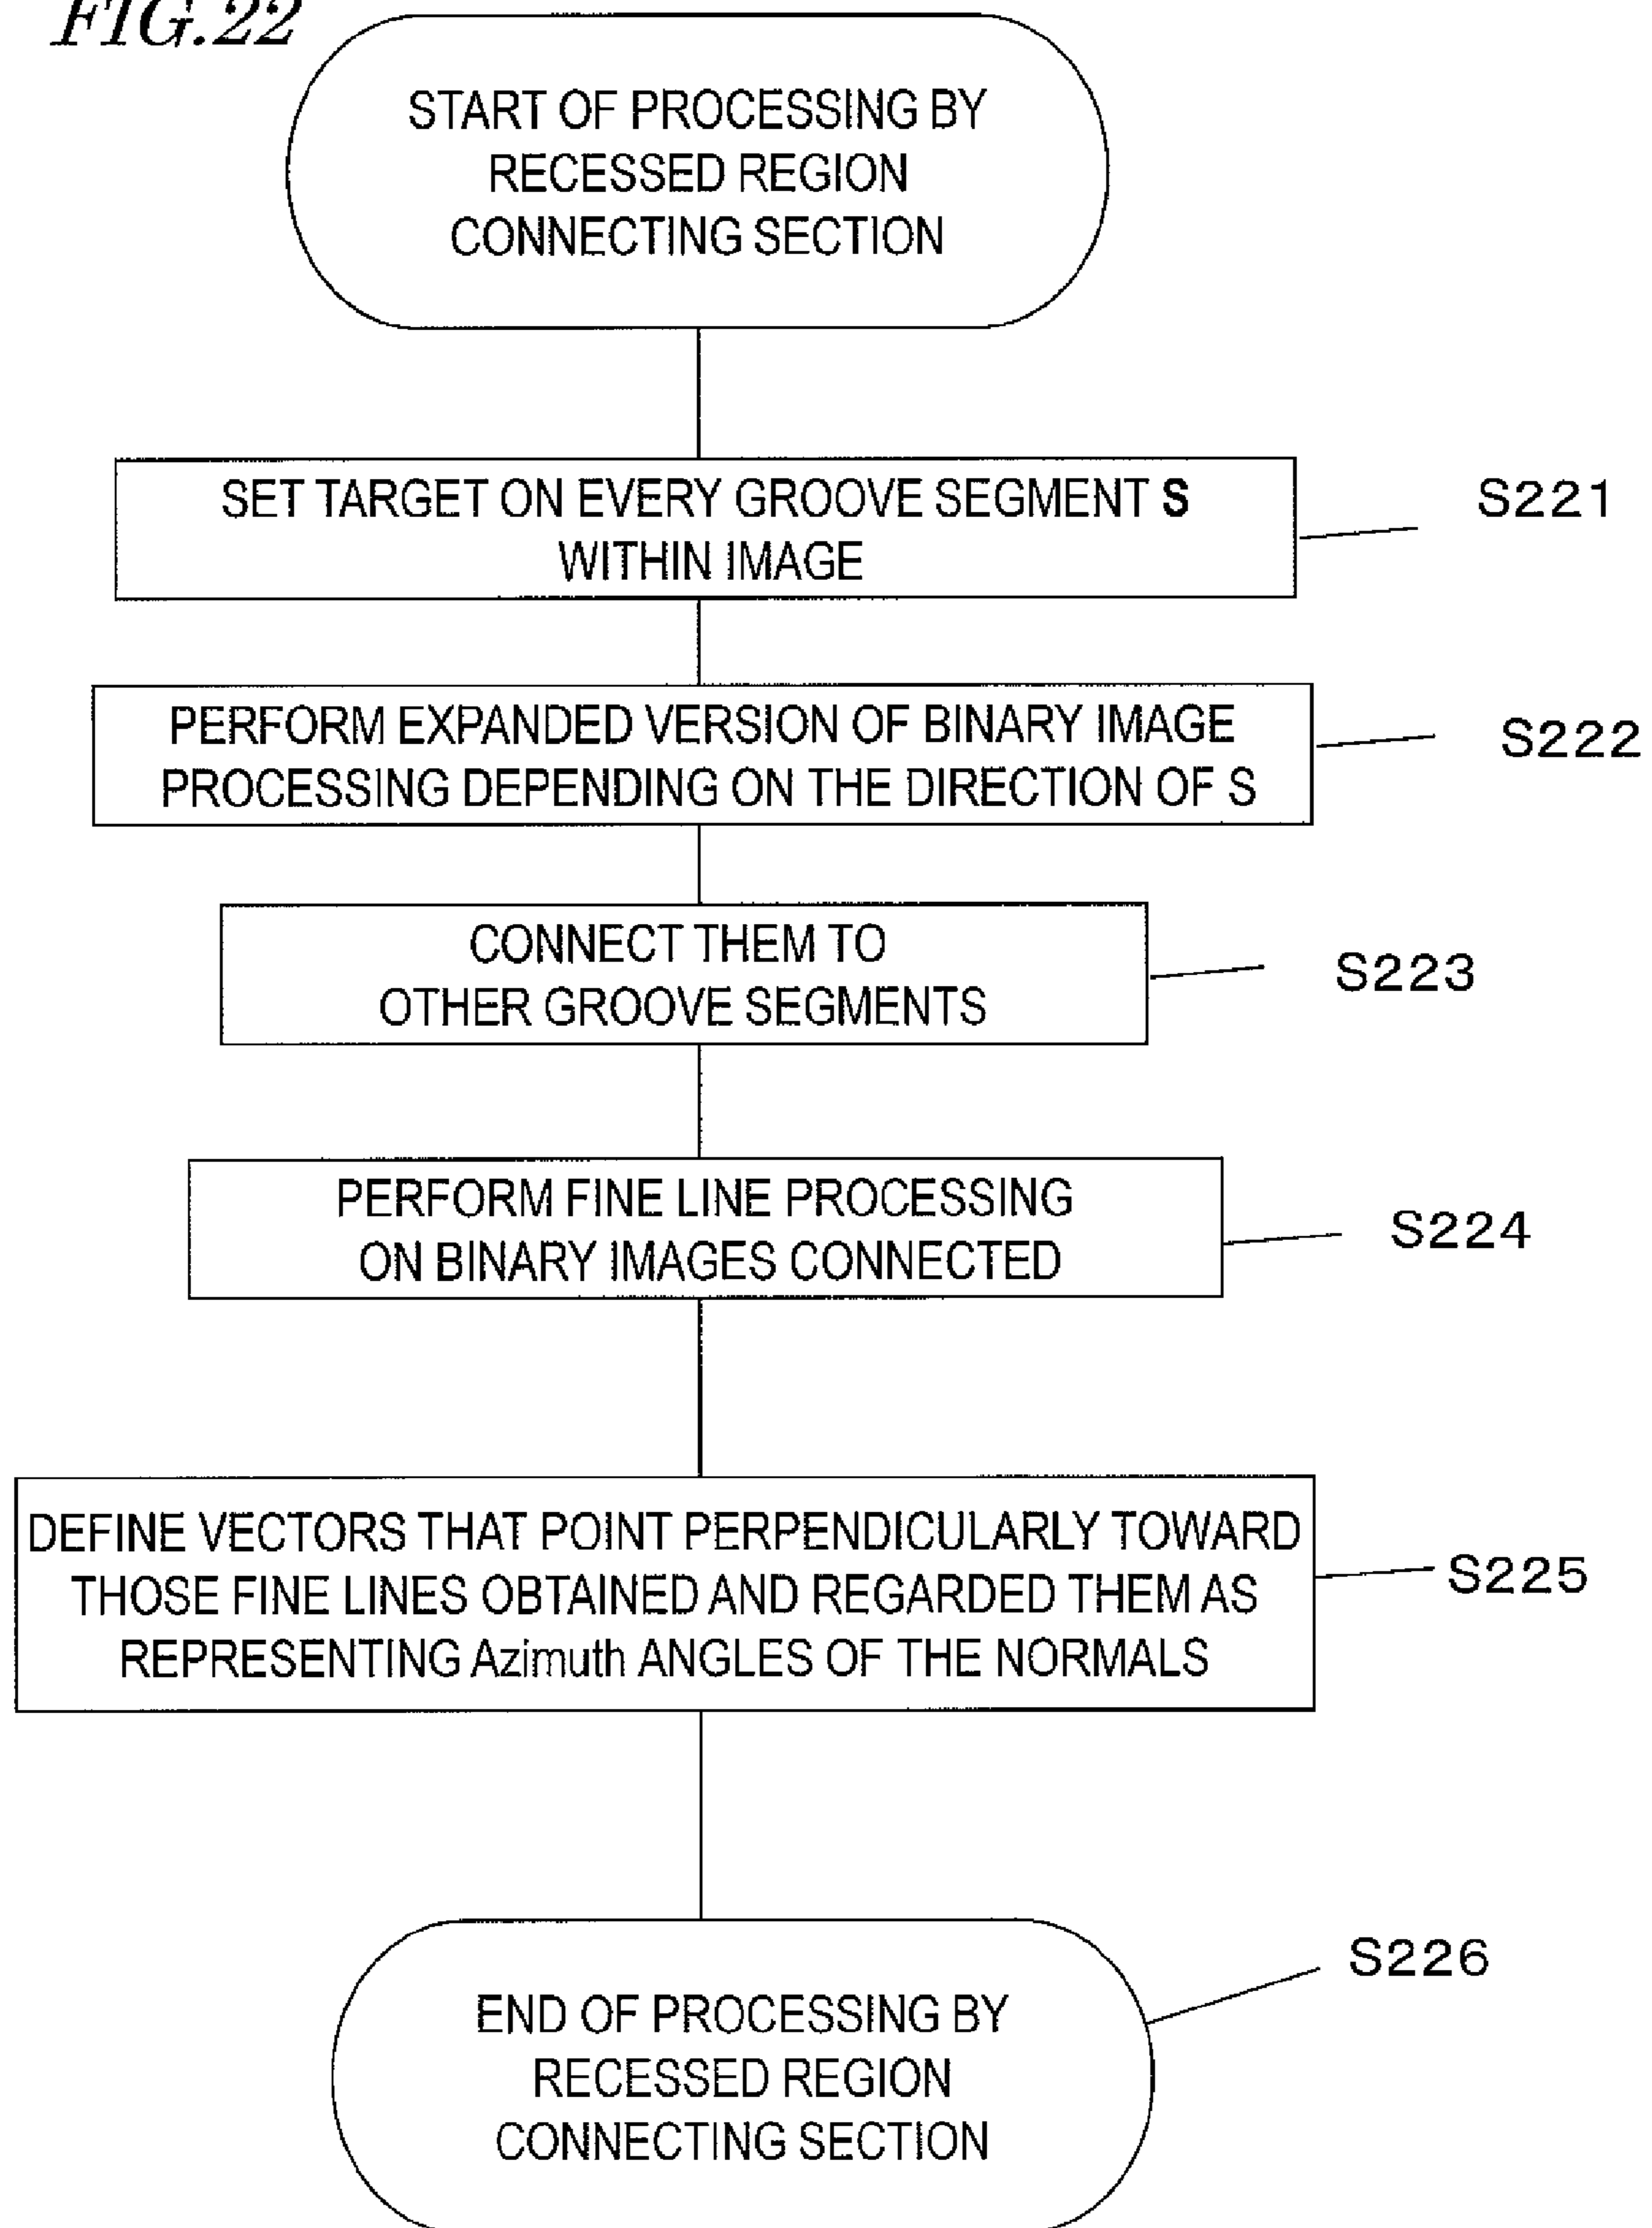 FIG.22
START OF PROCESSING BY
RECESSED REGION
CONNECTING SECTION
SET TARGET ON EVERY GROOVE SEGMENT S
WITHIN IMAGE
S221
PERFORM EXPANDED VERSION OF BINARY IMAGE
PROCESSING DEPENDING ON THE DIRECTION OF S
S222
CONNECT THEM TO
OTHER GROOVE SEGMENTS
S223
PERFORM FINE LINE PROCESSING
ON BINARY IMAGES CONNECTED
S224
DEFINE VECTORS THAT POINT PERPENDICULARLY TOWARD
THOSE FINE LINES OBTAINED AND REGARDED THEM AS
REPRESENTING Azimuth ANGLES OF THE NORMALS
S225
END OF PROCESSING BY
RECESSED REGION
CONNECTING SECTION
S226